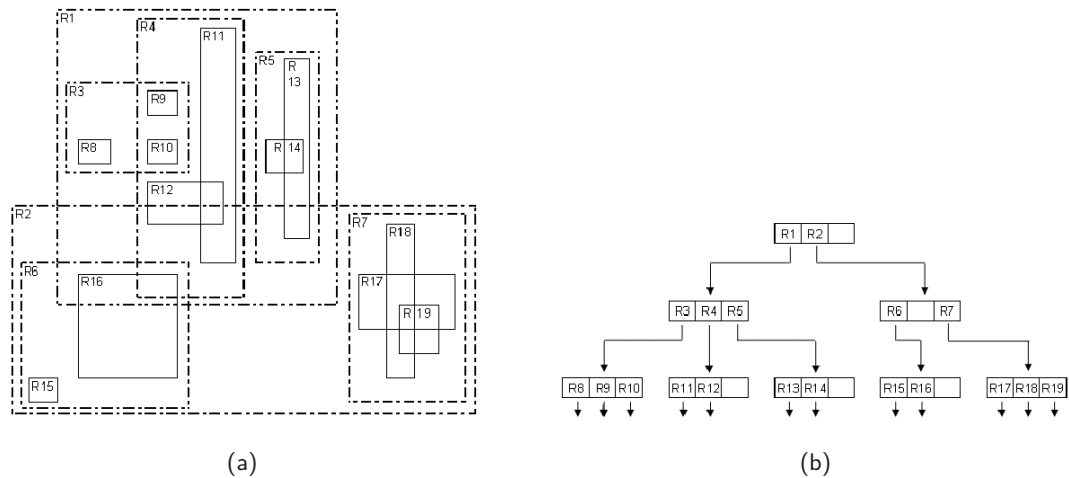 R1
R4
R11
R5
R
13
R3
R9
R8
R10
R 14
R12
R2
R7
R18
R6
R16
R17
R 19
R15
R1 R2
R3 R4 R5
R6 R7
R8 R9 R10
R11 R12
R13 R14
R15 R16
R17 R18 R19
(a)
(b)